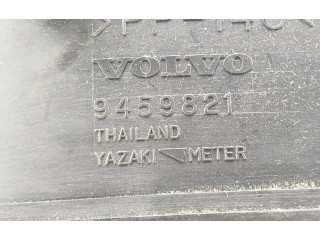 VOLVO
9459821
THAILAND
YAZAKI METER